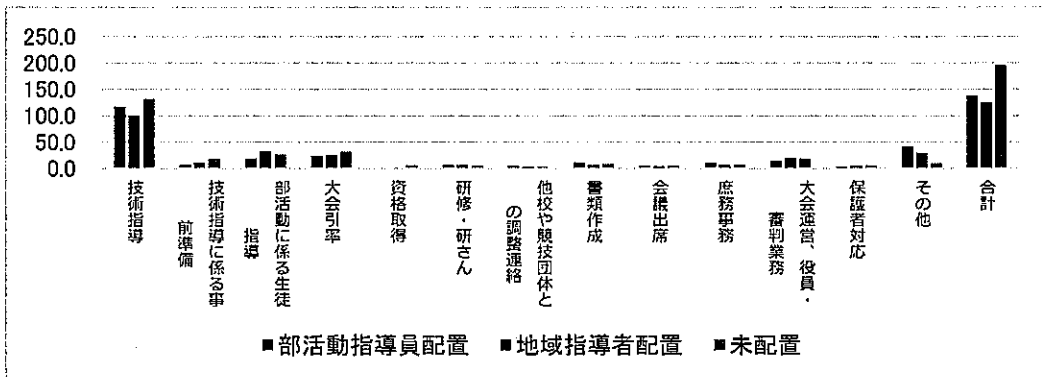 250.0
200.0
150.0
100.0
50.0
0.0
技術指導
技術指導に係る事
前準備
部活動に係る生徒
指導
大会引率
資格取得
研修・研さん
他校や競技団体と
の調整連絡
書類作成
会議出席
庶務事務
大会運営、役員・
審判業務
保護者対応
その他
合計
■部活動指導員配置 ■地域指導者配置 ■未配置